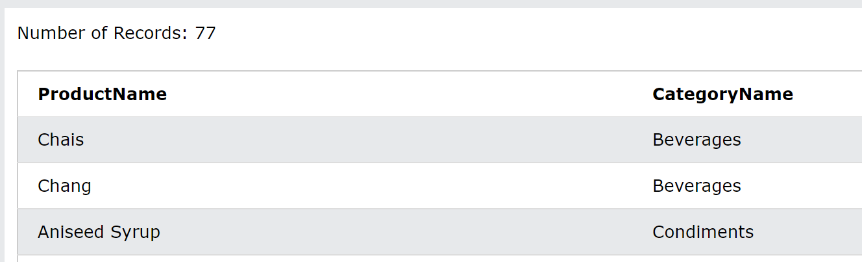 Number of Records: 77
ProductName CategoryName
Chais Beverages
Chang Beverages
Aniseed Syrup Condiments